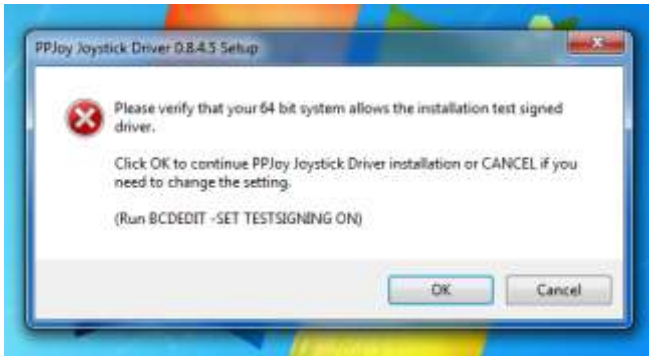 PPJoy Joystick Driver 0.8.4.5 Setup
Please verify that your 64 bit system allows the installation test signed
driver.
Click OK to continue PPJoy Joystick Driver installation or CANCEL if you
need to change the setting.
(Run BCDEDIT -SET TESTSIGNING ON)
OK
Cancel